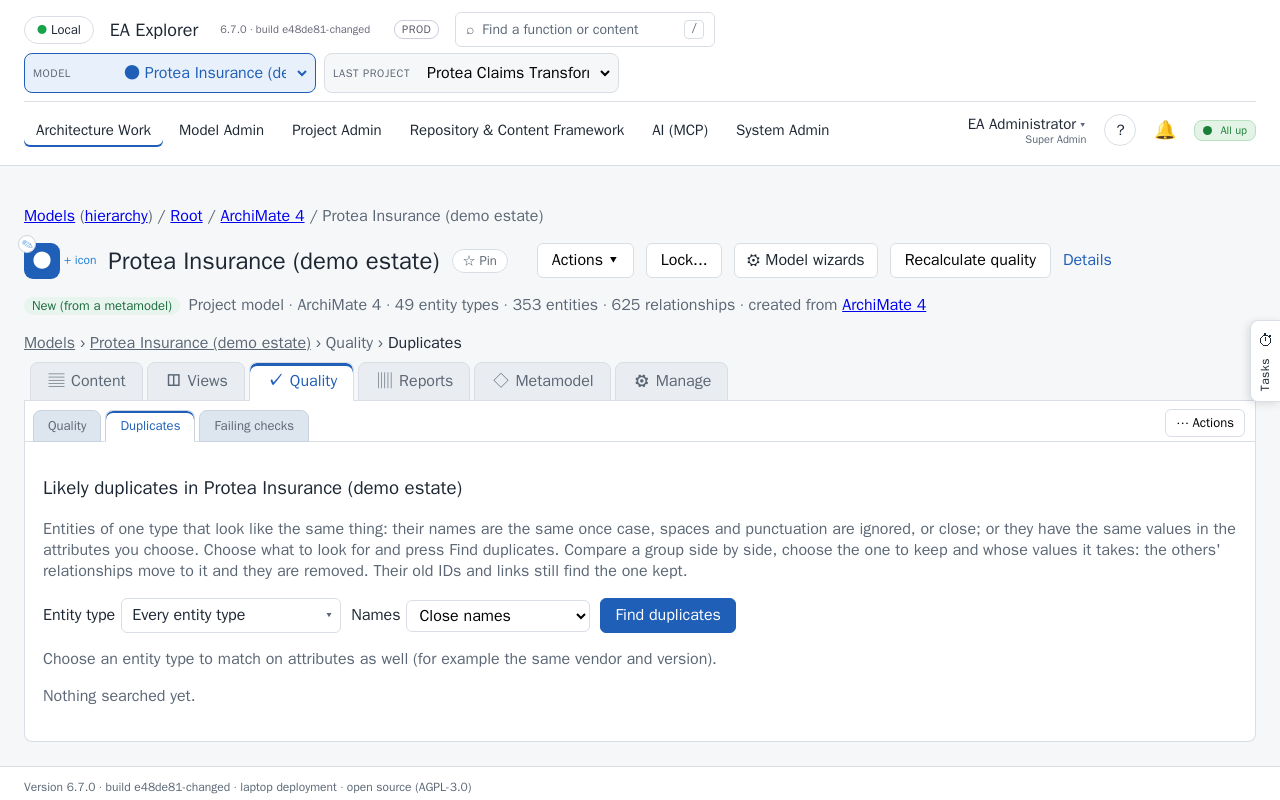 Local
EA Explorer
6.7.0 · build e48de81-changed
PROD
Find a function or content
/
MODEL
Protea Insurance (de
LAST PROJECT
Protea Claims Transfor
Architecture Work
Model Admin
Project Admin
Repository & Content Framework
AI (MCP)
System Admin
EA Administrator
Super Admin
?
All up
Models (hierarchy) / Root / ArchiMate 4 / Protea Insurance (demo estate)
+ icon
Protea Insurance (demo estate)
☆ Pin
Actions ▾
Lock...
⚙ Model wizards
Recalculate quality
Details
New (from a metamodel)
Project model · ArchiMate 4 · 49 entity types · 353 entities · 625 relationships · created from ArchiMate 4
Models › Protea Insurance (demo estate) › Quality › Duplicates
Content
Views
✓ Quality
Reports
Metamodel
Manage
Tasks
Quality
Duplicates
Failing checks
··· Actions
Likely duplicates in Protea Insurance (demo estate)
Entities of one type that look like the same thing: their names are the same once case, spaces and punctuation are ignored, or close; or they have the same values in the
attributes you choose. Choose what to look for and press Find duplicates. Compare a group side by side, choose the one to keep and whose values it takes: the others'
relationships move to it and they are removed. Their old IDs and links still find the one kept.
Entity type
Every entity type
Names
Close names
Find duplicates
Choose an entity type to match on attributes as well (for example the same vendor and version).
Nothing searched yet.
Version 6.7.0 · build e48de81-changed · laptop deployment · open source (AGPL-3.0)